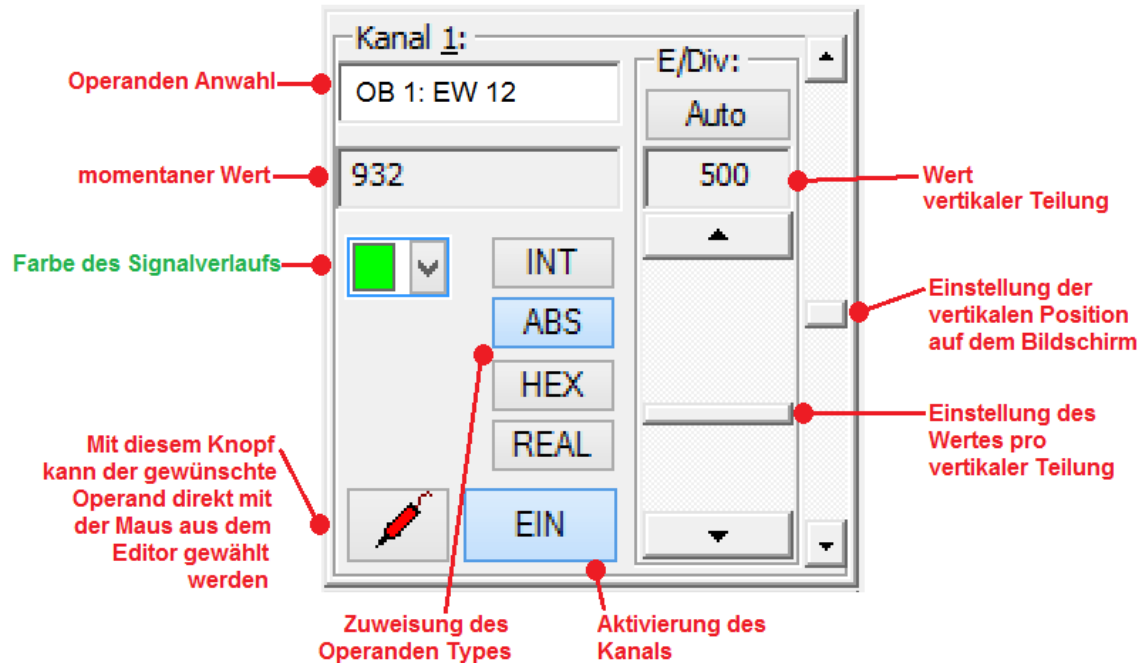 Kanal 1:
E/Div:
Operanden Anwahl
OB 1: EW 12
Auto
momentaner Wert
932
500
Wert
vertikaler Teilung
Farbe des Signalverlaufs
INT
ABS
HEX
REAL
Einstellung der
vertikalen Position
auf dem Bildschirm
Einstellung des
Wertes pro
vertikaler Teilung
Mit diesem Knopf
kann der gewünschte
Operand direkt mit
der Maus aus dem
Editor gewählt
werden
EIN
Zuweisung des
Operanden Types
Aktivierung des
Kanals